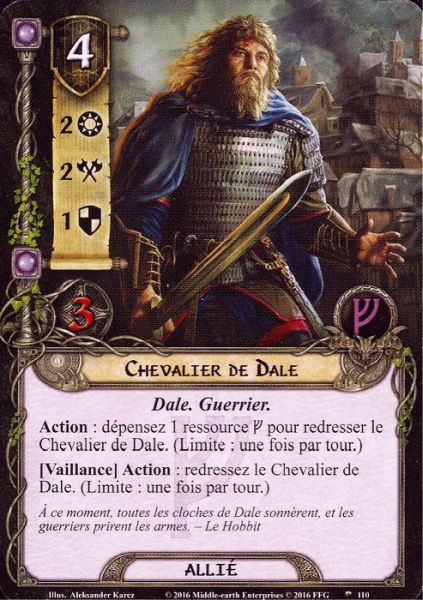 4
2
2
1
3
Chevalier de Dale
Dale. Guerrier.
Action : dépensez 1 ressource pour redresser le
Chevalier de Dale. (Limite : une fois par tour.)
[Vaillance] Action : redressez le Chevalier de
Dale. (Limite : une fois par tour.)
À ce moment, toutes les cloches de Dale sonnèrent, et les
guerriers prirent les armes. – Le Hobbit
Allié
Illus. Aleksander Karcz © 2016 Middle-earth Enterprises © 2016 FFG 110